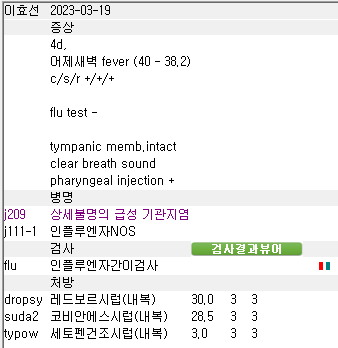 이효선 2023-03-19
증상
4d,
어제새벽 fever (40 - 38.2)
c/s/r +/+/+
flu test -
tympanic memb.intact
clear breath sound
pharyngeal injection +
병명
j209 상세불명의 급성 기관지염
j111-1 인플루엔자NOS
검사 검사결과뷰어
flu 인플루엔자간이검사
처방
dropsy 레드보르시럽(내복) 30.0 3 3
suda2 코비안에스시럽(내복) 28.5 3 3
typow 세토펜건조시럽(내복) 3.0 3 3